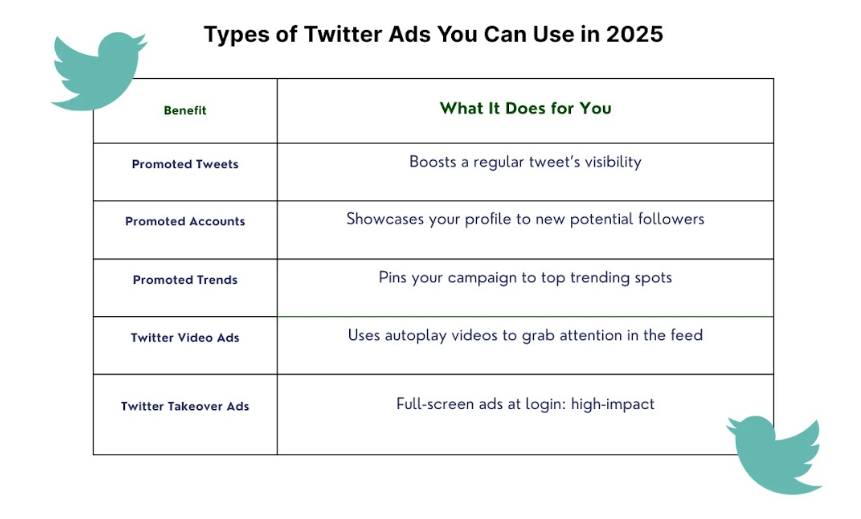 Types of Twitter Ads You Can Use in 2025
Benefit
What It Does for You
Promoted Tweets
Boosts a regular tweet's visibility
Promoted Accounts
Showcases your profile to new potential followers
Promoted Trends
Pins your campaign to top trending spots
Twitter Video Ads
Uses autoplay videos to grab attention in the feed
Twitter Takeover Ads
Full-screen ads at login: high-impact